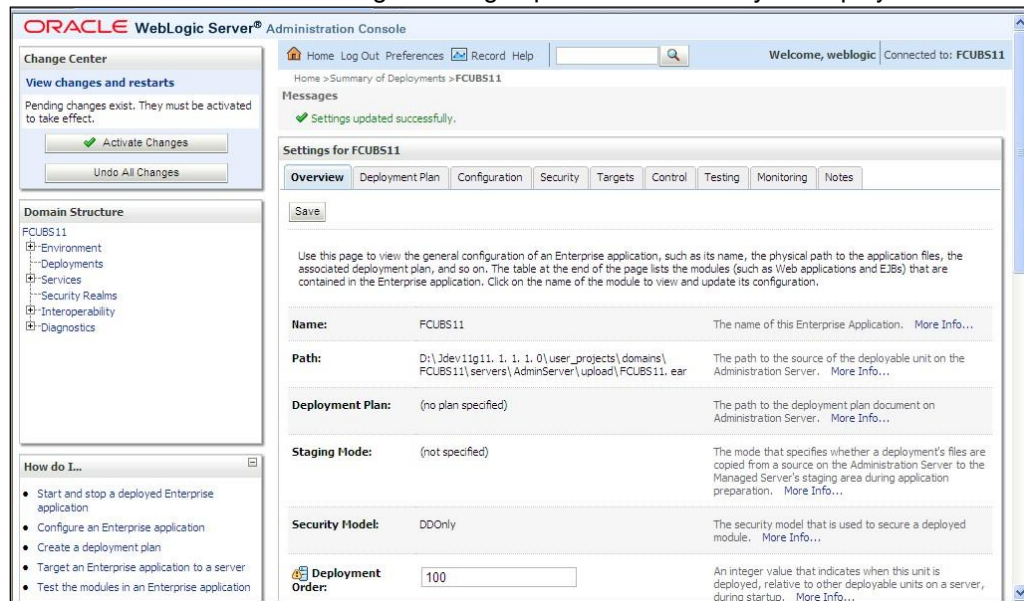 ORACLE WebLogic Server® Administration Console
Change Center
View changes and restarts
Pending changes exist. They must be activated
to take effect.
Activate Changes
Undo All Changes
Domain Structure
FCUBS11
Environment
Deployments
Services
Security Realms
Interoperability
Diagnostics
How do I...
Start and stop a deployed Enterprise
application
Configure an Enterprise application
Create a deployment plan
Target an Enterprise application to a server
Test the modules in an Enterprise application
Home Log Out Preferences Record Help
Welcome, weblogic Connected to: FCUBS11
Home >Summary of Deployments >FCUBS11
Messages
Settings updated successfully.
Settings for FCUBS11
Overview Deployment Plan Configuration Security Targets Control Testing Monitoring Notes
Save
Use this page to view the general configuration of an Enterprise application, such as its name, the physical path to the application files, the
associated deployment plan, and so on. The table at the end of the page lists the modules (such as Web applications and EJBs) that are
contained in the Enterprise application. Click on the name of the module to view and update its configuration.
Name: FCUBS11 The name of this Enterprise Application. More Info...
Path: D:\Jdev11g11. 1. 1. 1. 0\user_projects\domains\ The path to the source of the deployable unit on the
FCUBS11\servers\AdminServer\upload\FCUBS11. ear Administration Server. More Info...
Deployment Plan: (no plan specified) The path to the deployment plan document on
Administration Server. More Info...
Staging Mode: (not specified) The mode that specifies whether a deployment's files are
copied from a source on the Administration Server to the
Managed Server's staging area during application
preparation. More Info...
Security Model: DDOnly The security model that is used to secure a deployed
module. More Info...
Deployment 100 An integer value that indicates when this unit is
Order: deployed, relative to other deployable units on a server,
during startup. More Info...